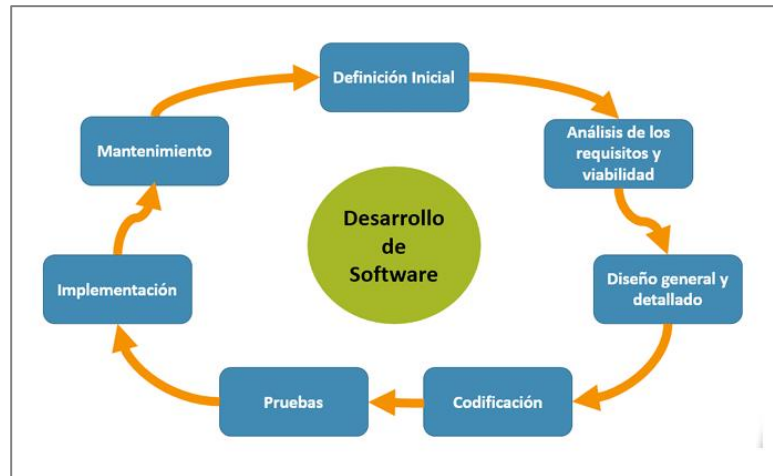 Definición Inicial
Análisis de los
requisitos y
viabilidad
Diseño general y
detallado
Codificación
Pruebas
Implementación
Mantenimiento
Desarrollo
de
Software